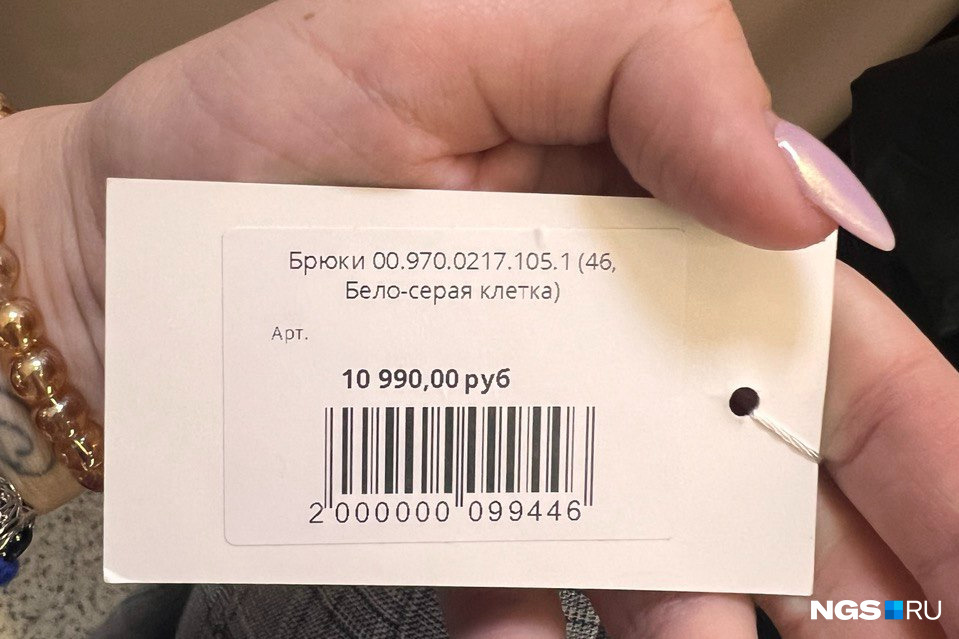 Брюки 00.970.0217.105.1 (46,
Бело-серая клетка)
Арт.
10 990,00 руб
2 000000 099446
NGS RU